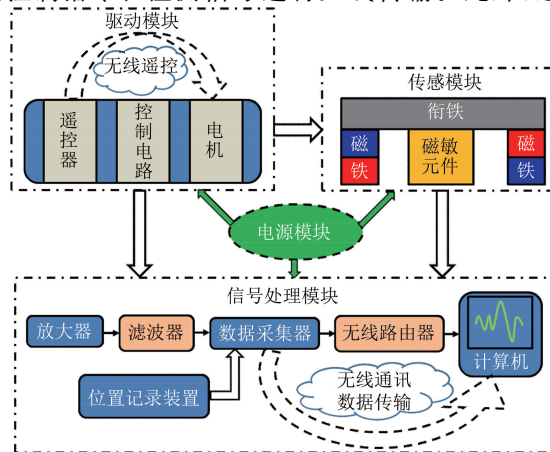 驱动模块
无线遥控
遥控器
控制电路
电机
传感模块
衔铁
磁铁
磁敏元件
磁铁
电源模块
信号处理模块
放大器
滤波器
数据采集器
无线路由器
计算机
位置记录装置
无线通讯
数据传输